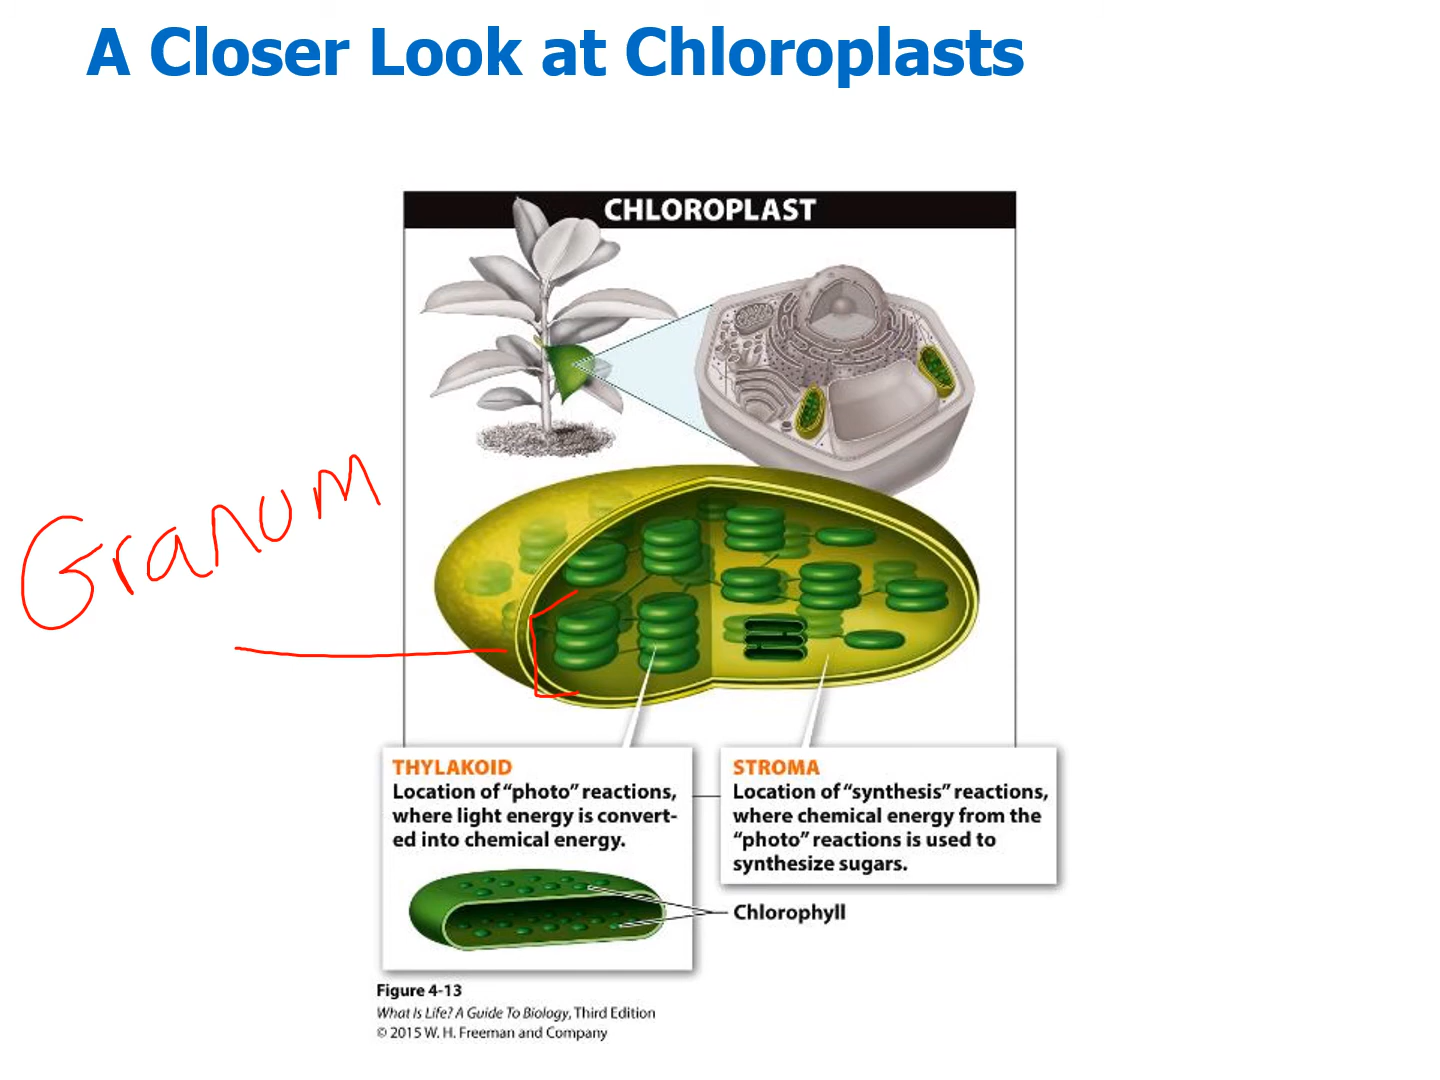 A Closer Look at Chloroplasts
CHLOROPLAST
Granum
THYLAKOID
Location of "photo" reactions,
where light energy is convert-
ed into chemical energy.
STROMA
Location of "synthesis" reactions,
where chemical energy from the
"photo" reactions is used to
synthesize sugars.
Chlorophyll
Figure 4-13
What Is Life? A Guide To Biology, Third Edition
© 2015 W. H. Freeman and Company